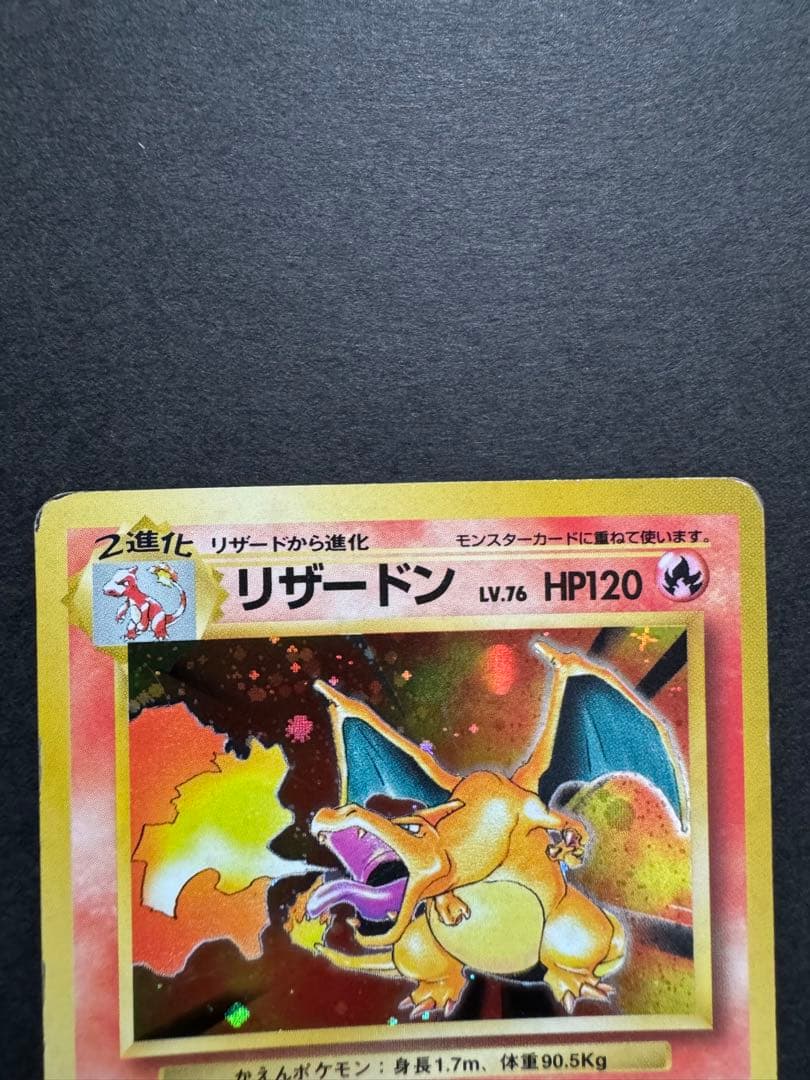 2進化 リザードから進化 モンスターカードに重ねて使います。
リザードン LV.76 HP120
かえんポケモン：身長1.7m、体重90.5Kg